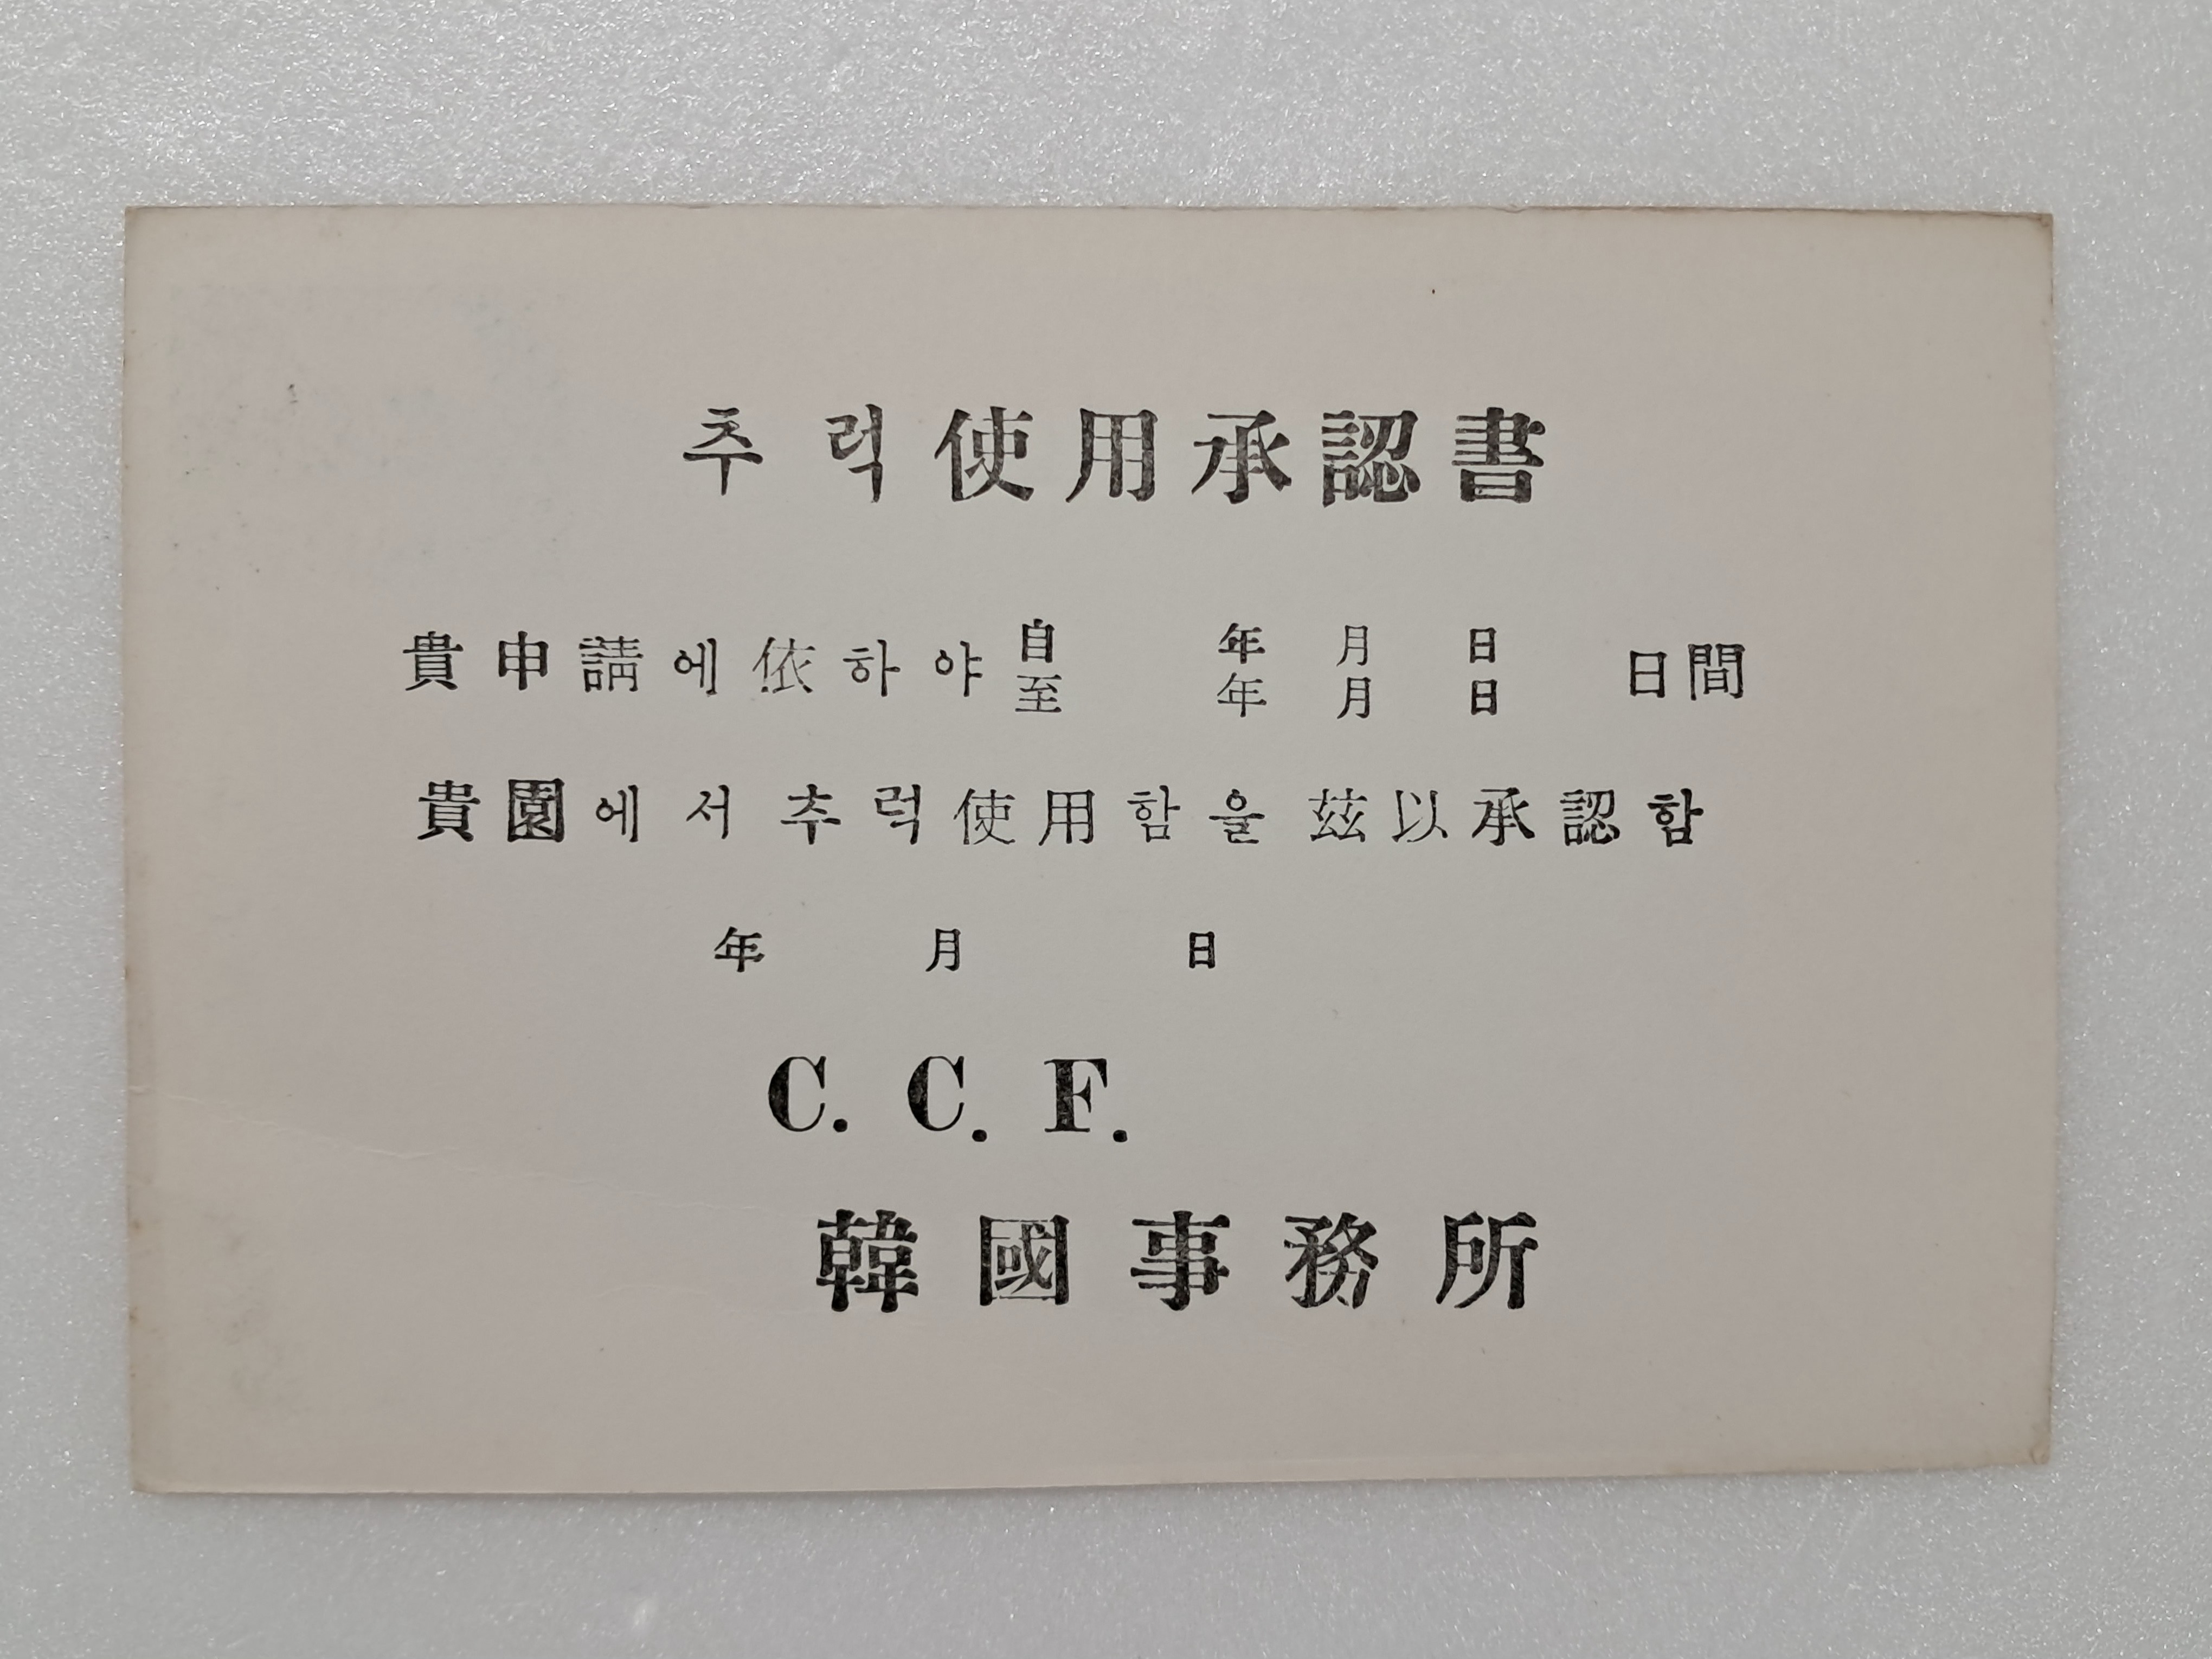 추럭使用承認書
貴申請에依하야 自 年 月 日 日間
至 年 月 日
貴園에서추럭使用함을 玆以承認함
年 月 日
C. C. F.
韓國事務所